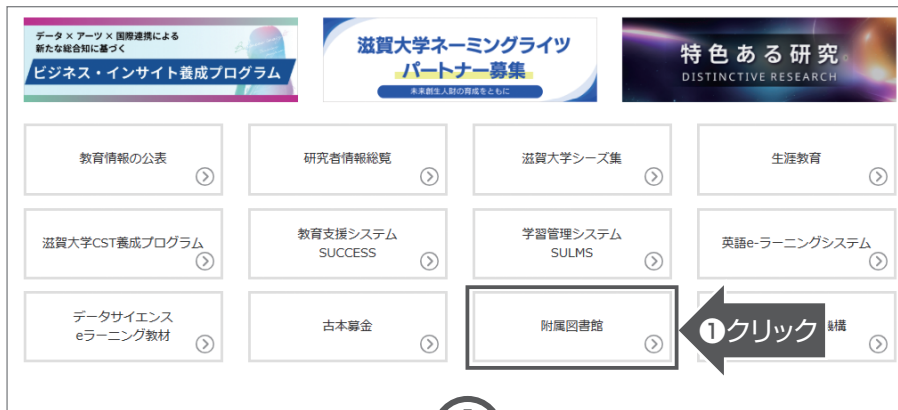 データ × アーツ × 国際連携による
新たな総合知に基づく
ビジネス・インサイト養成プログラム
滋賀大学ネーミングライツ
パートナー募集
未来創生人財の育成をともに
特色ある研究
DISTINCTIVE RESEARCH
教育情報の公表
研究者情報総覧
滋賀大学シーズ集
生涯教育
滋賀大学CST養成プログラム
教育支援システム
SUCCESS
学習管理システム
SULMS
英語e-ラーニングシステム
データサイエンス
eラーニング教材
古本募金
附属図書館
❶クリック
機構